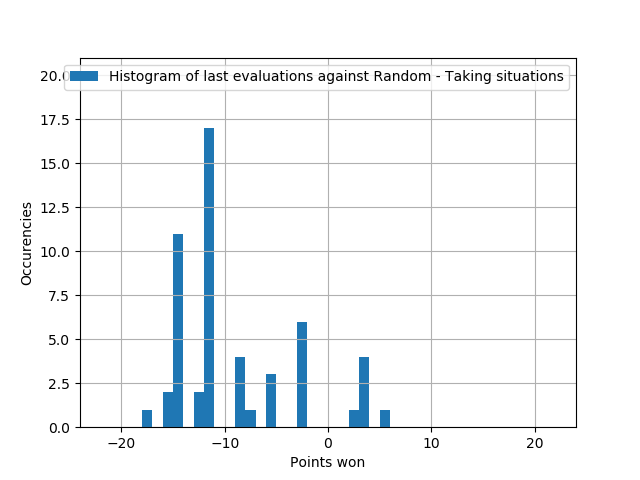 Histogram of last evaluations against Random - Taking situations
20.0
17.5
15.0
12.5
10.0
7.5
5.0
2.5
0.0
Occurencies
−20 −10 0 10 20
Points won